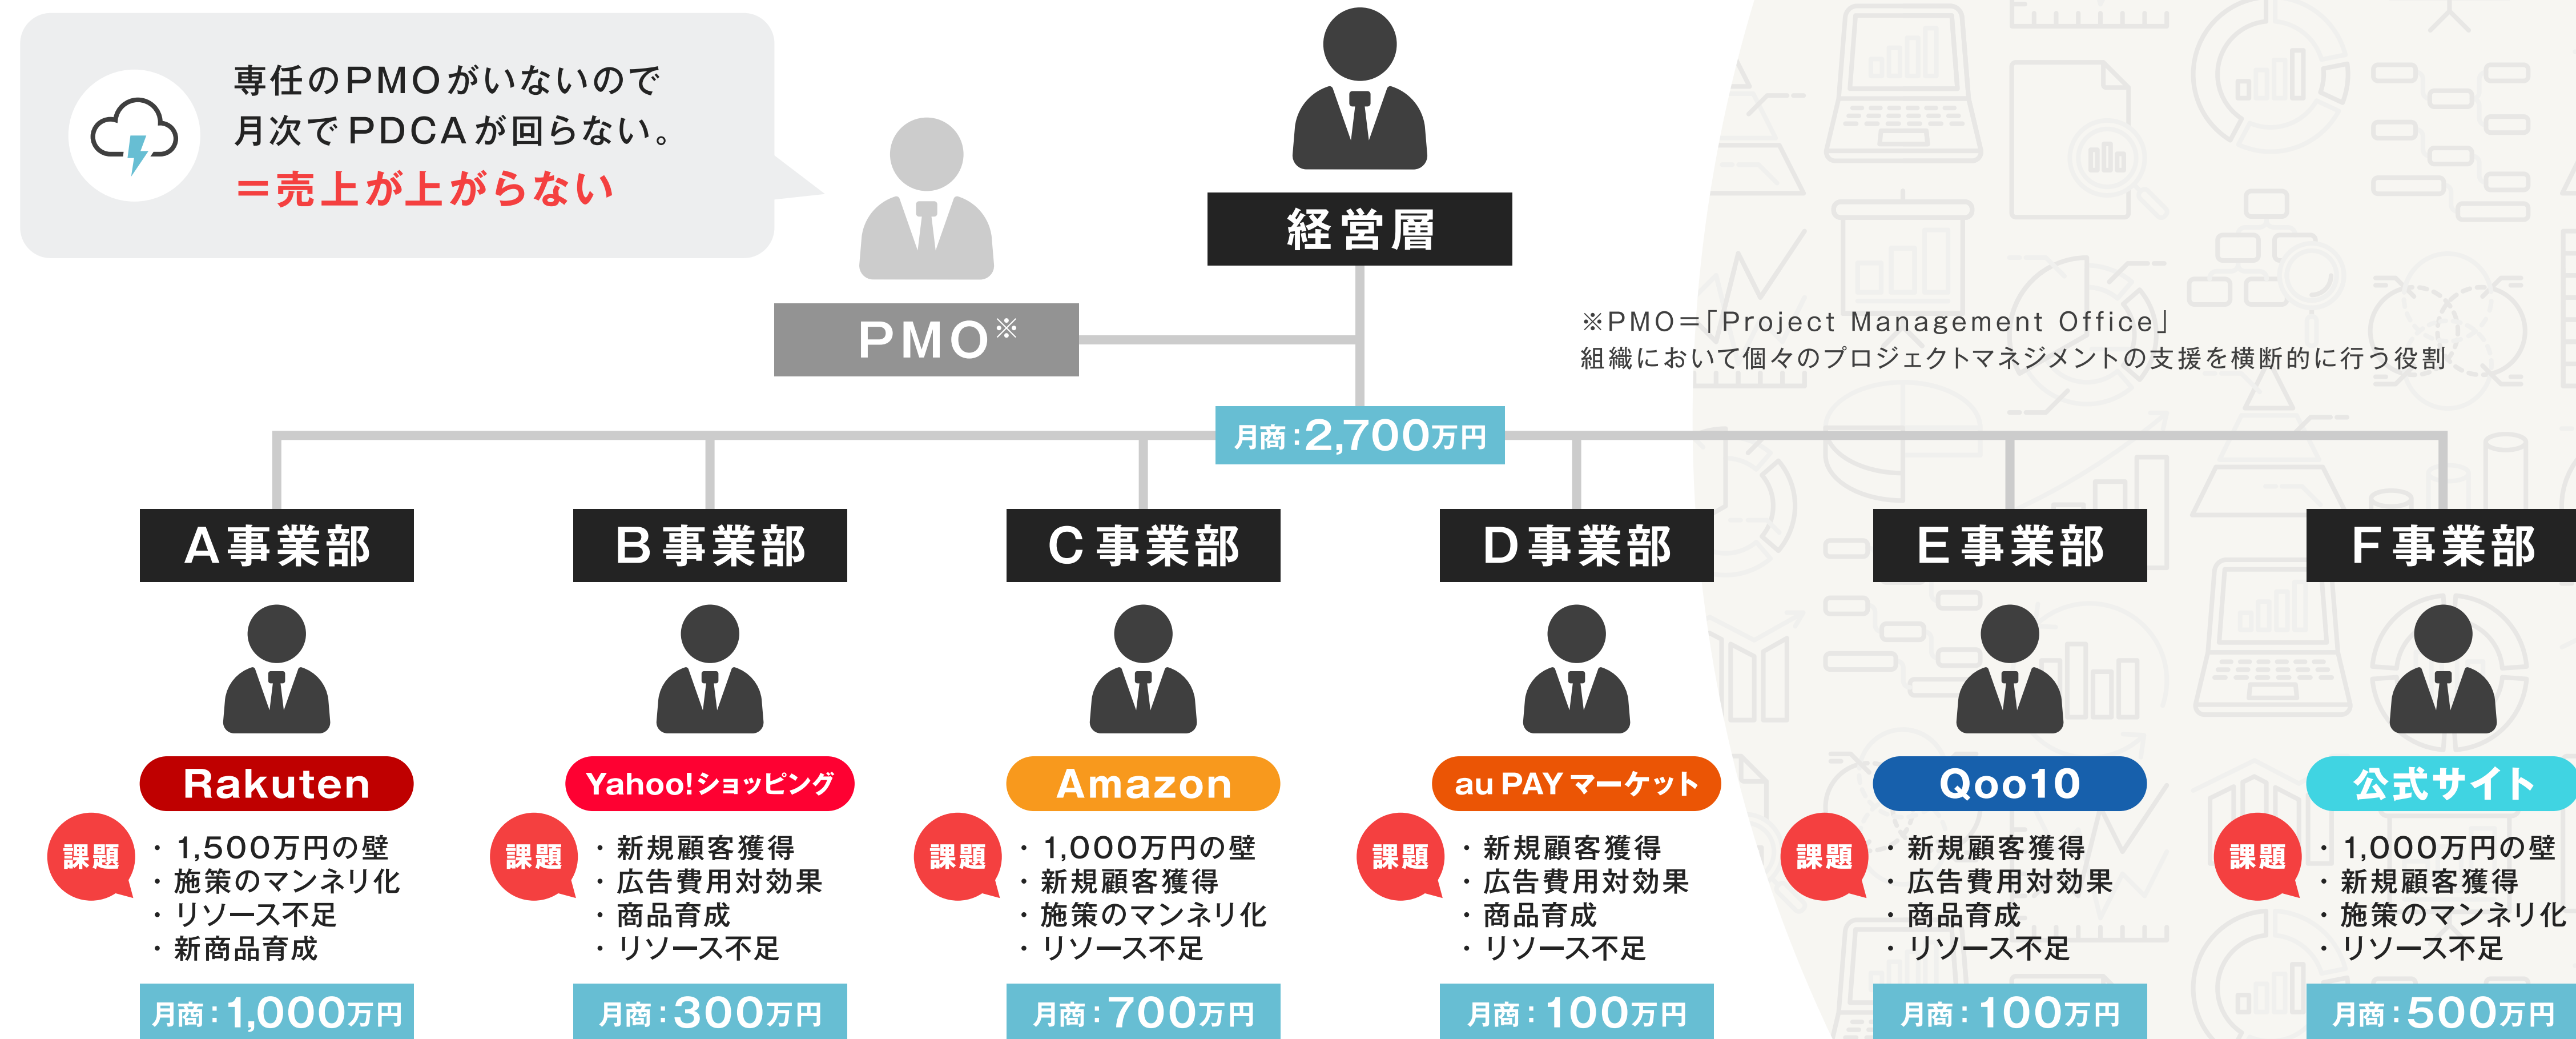 専任のPMOがいないので
月次でPDCAが回らない。
＝売上が上がらない
経営層
PMO※
※PMO＝「Project Management Office」
組織において個々のプロジェクトマネジメントの支援を横断的に行う役割
月商：2,700万円
A事業部
B事業部
C事業部
D事業部
E事業部
F事業部
Rakuten
Yahoo!ショッピング
Amazon
au PAY マーケット
Qoo10
公式サイト
課題
・1,500万円の壁
・施策のマンネリ化
・リソース不足
・新商品育成
課題
・新規顧客獲得
・広告費用対効果
・商品育成
・リソース不足
課題
・1,000万円の壁
・新規顧客獲得
・施策のマンネリ化
・リソース不足
課題
・新規顧客獲得
・広告費用対効果
・商品育成
・リソース不足
課題
・新規顧客獲得
・広告費用対効果
・商品育成
・リソース不足
課題
・1,000万円の壁
・新規顧客獲得
・施策のマンネリ化
・リソース不足
月商：1,000万円
月商：300万円
月商：700万円
月商：100万円
月商：100万円
月商：500万円